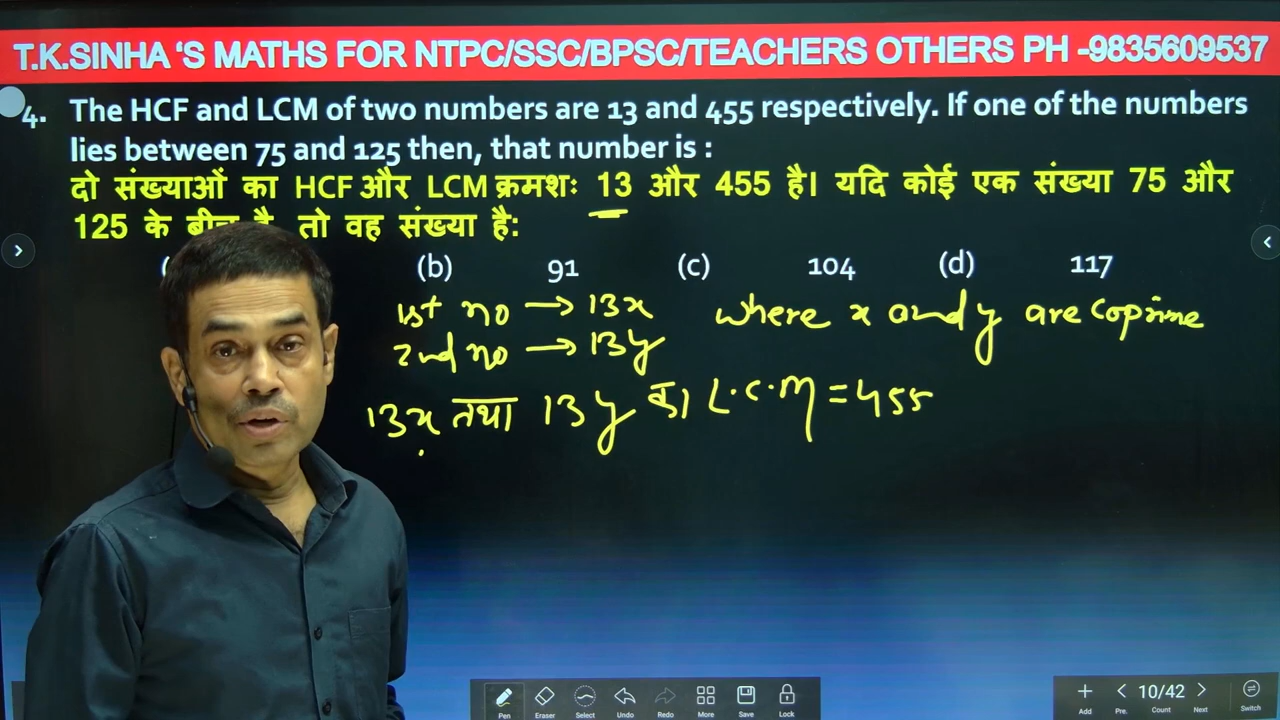 T.K.SINHA 'S MATHS FOR NTPC/SSC/BPSC/TEACHERS OTHERS PH -9835609537
4. The HCF and LCM of two numbers are 13 and 455 respectively. If one of the numbers
lies between 75 and 125 then, that number is :
दो संख्याओं का HCF और LCM क्रमशः 13 और 455 है। यदि कोई एक संख्या 75 और
125 के तो वह संख्या है:
(b) 91 (c) 104 (d) 117
1st no → 13x where x and y are coprime
2nd no → 13y
13x तथा 13y का L.C.M = 455
Pen Eraser Select Undo Redo More Save Lock
Add Pre. 10/42 Count Next Switch